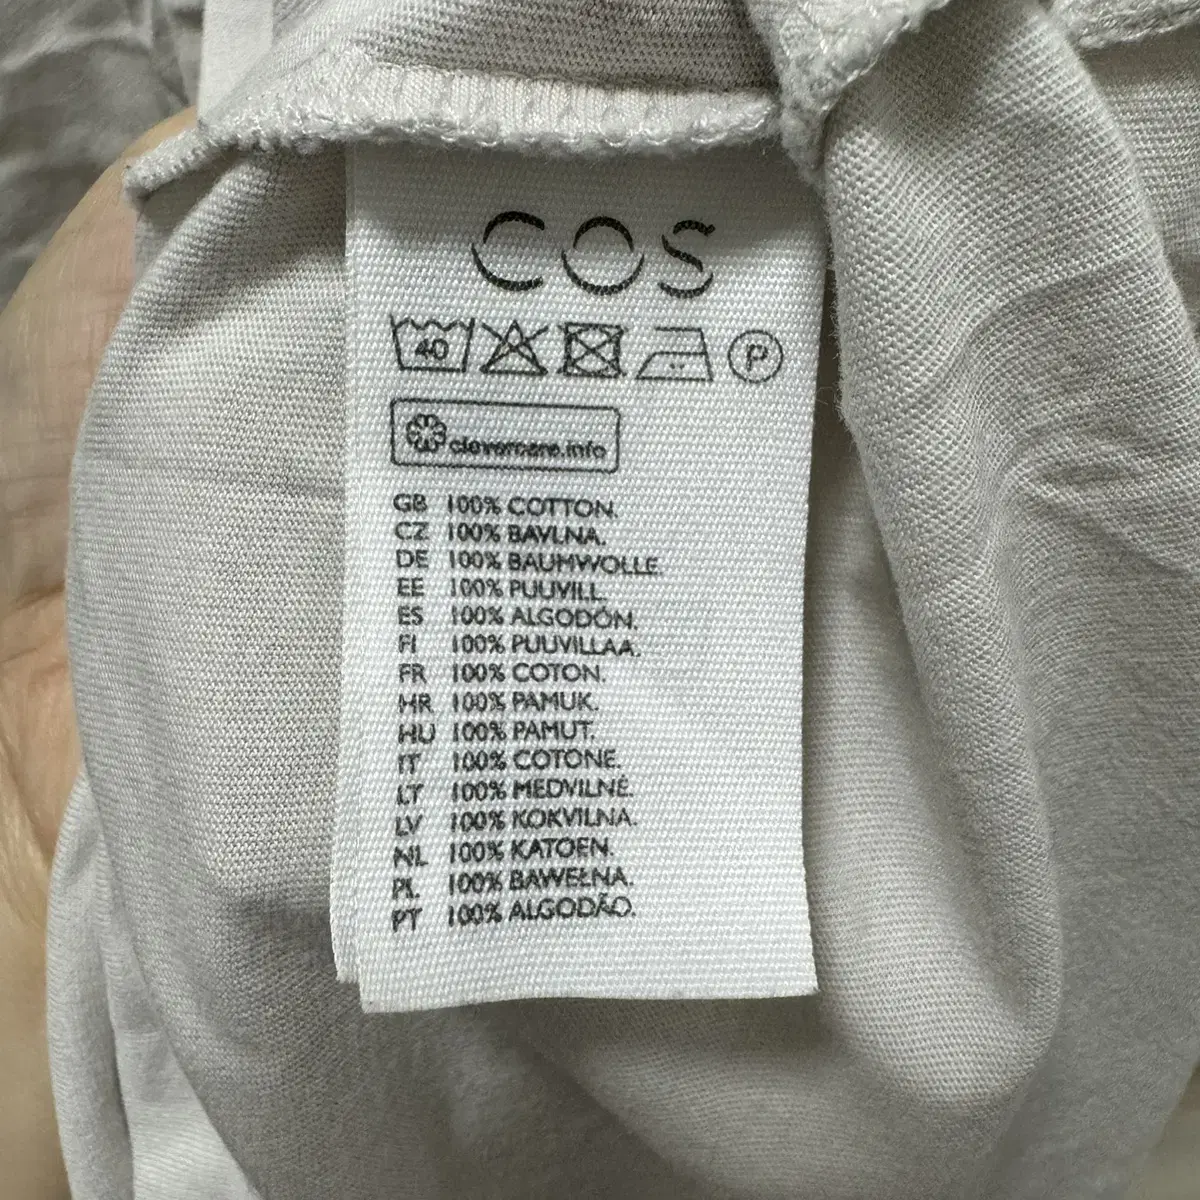 COS
40 P
clevercare.info
GB 100% COTTON.
CZ 100% BAVLNA.
DE 100% BAUMWOLLE.
EE 100% PUUVILL.
ES 100% ALGODÓN.
FI 100% PUUVILLAA.
FR 100% COTON.
HR 100% PAMUK.
HU 100% PAMUT.
IT 100% COTONE.
LT 100% MEDVILNĖ.
LV 100% KOKVILNA.
NL 100% KATOEN.
PL 100% BAWEŁNA.
PT 100% ALGODÃO.